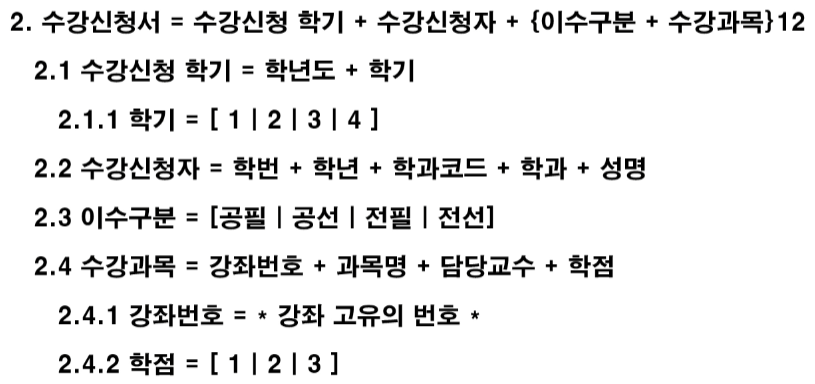 2. 수강신청서 = 수강신청 학기 + 수강신청자 + {이수구분 + 수강과목}12
2.1 수강신청 학기 = 학년도 + 학기
2.1.1 학기 = [ 1 | 2 | 3 | 4 ]
2.2 수강신청자 = 학번 + 학년 + 학과코드 + 학과 + 성명
2.3 이수구분 = [공필 | 공선 | 전필 | 전선]
2.4 수강과목 = 강좌번호 + 과목명 + 담당교수 + 학점
2.4.1 강좌번호 = * 강좌 고유의 번호 *
2.4.2 학점 = [ 1 | 2 | 3 ]